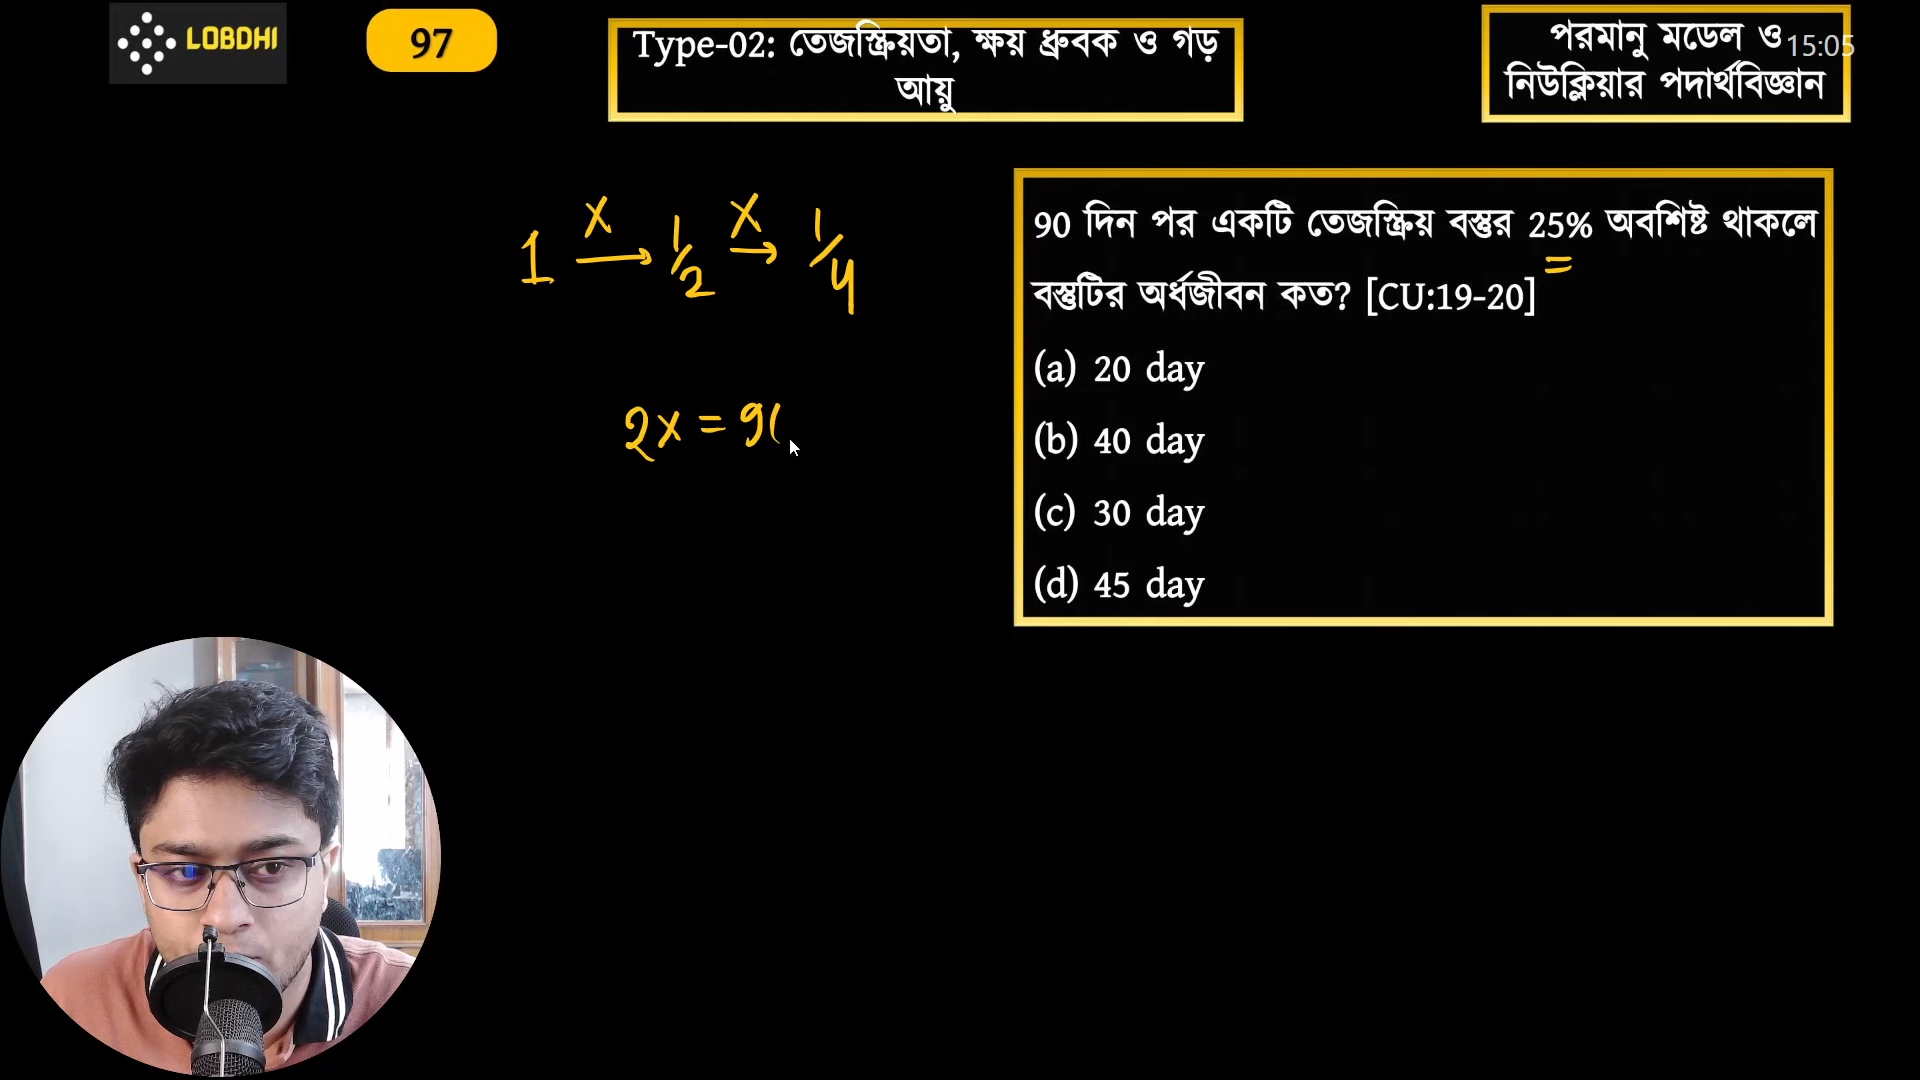 LOBDHI
97
Type-02: তেজস্ক্রিয়তা, ক্ষয় ধ্রুবক ও গড়
আয়ু
পরমানু মডেল ও
নিউক্লিয়ার পদার্থবিজ্ঞান
15:05
1 x → 1/2 x → 1/4
2x = 9(
90 দিন পর একটি তেজস্ক্রিয় বস্তুর 25% অবশিষ্ট থাকলে
বস্তুটির অর্ধজীবন কত? [CU:19-20]
(a) 20 day
(b) 40 day
(c) 30 day
(d) 45 day